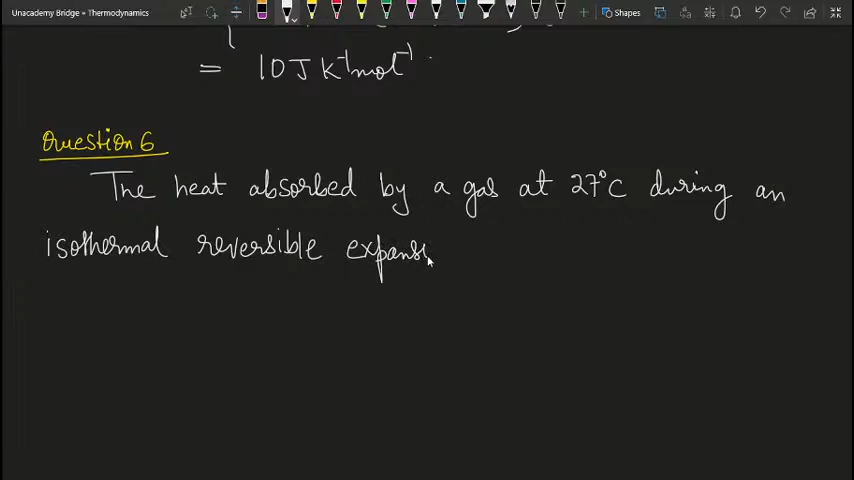 Unacademy Bridge - Thermodynamics
Shapes
= 10 J K⁻¹ mol⁻¹.
Question 6
The heat absorbed by a gas at 27°C during an
isothermal reversible expansi